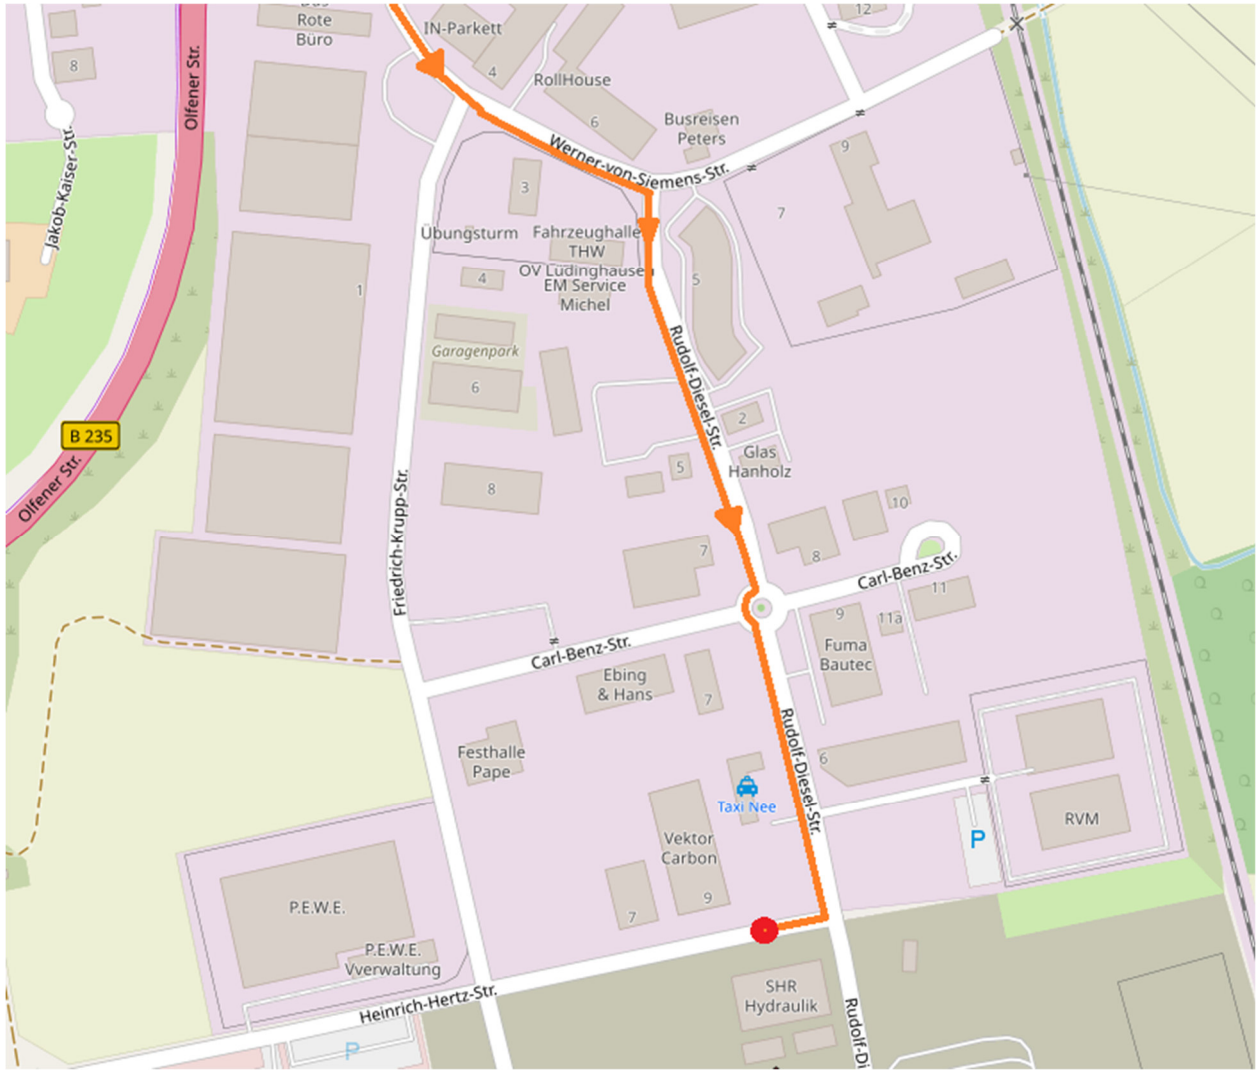 Das
Rote
Büro
IN-Parkett
12
8
4
RollHouse
Olfener Str.
6
Busreisen
Peters
9
Jakob-Kaiser-Str.
Werner-von-Siemens-Str.
3
7
Übungsturm
Fahrzeughalle
THW
OV Lüdinghausen
EM Service
Michel
4
5
1
Garagenpark
6
Rudolf-Diesel-Str.
2
B 235
Glas
Hanholz
5
Olfener Str.
8
10
Friedrich-Krupp-Str.
7
8
Carl-Benz-Str.
11
9
11a
Fuma
Bautec
Carl-Benz-Str.
Ebing
& Hans
7
Rudolf-Diesel-Str.
Festhalle
Pape
6
Taxi Nee
RVM
P
Vektor
Carbon
9
7
P.E.W.E.
P.E.W.E.
Vverwaltung
SHR
Hydraulik
Heinrich-Hertz-Str.
Rudolf-Di
P